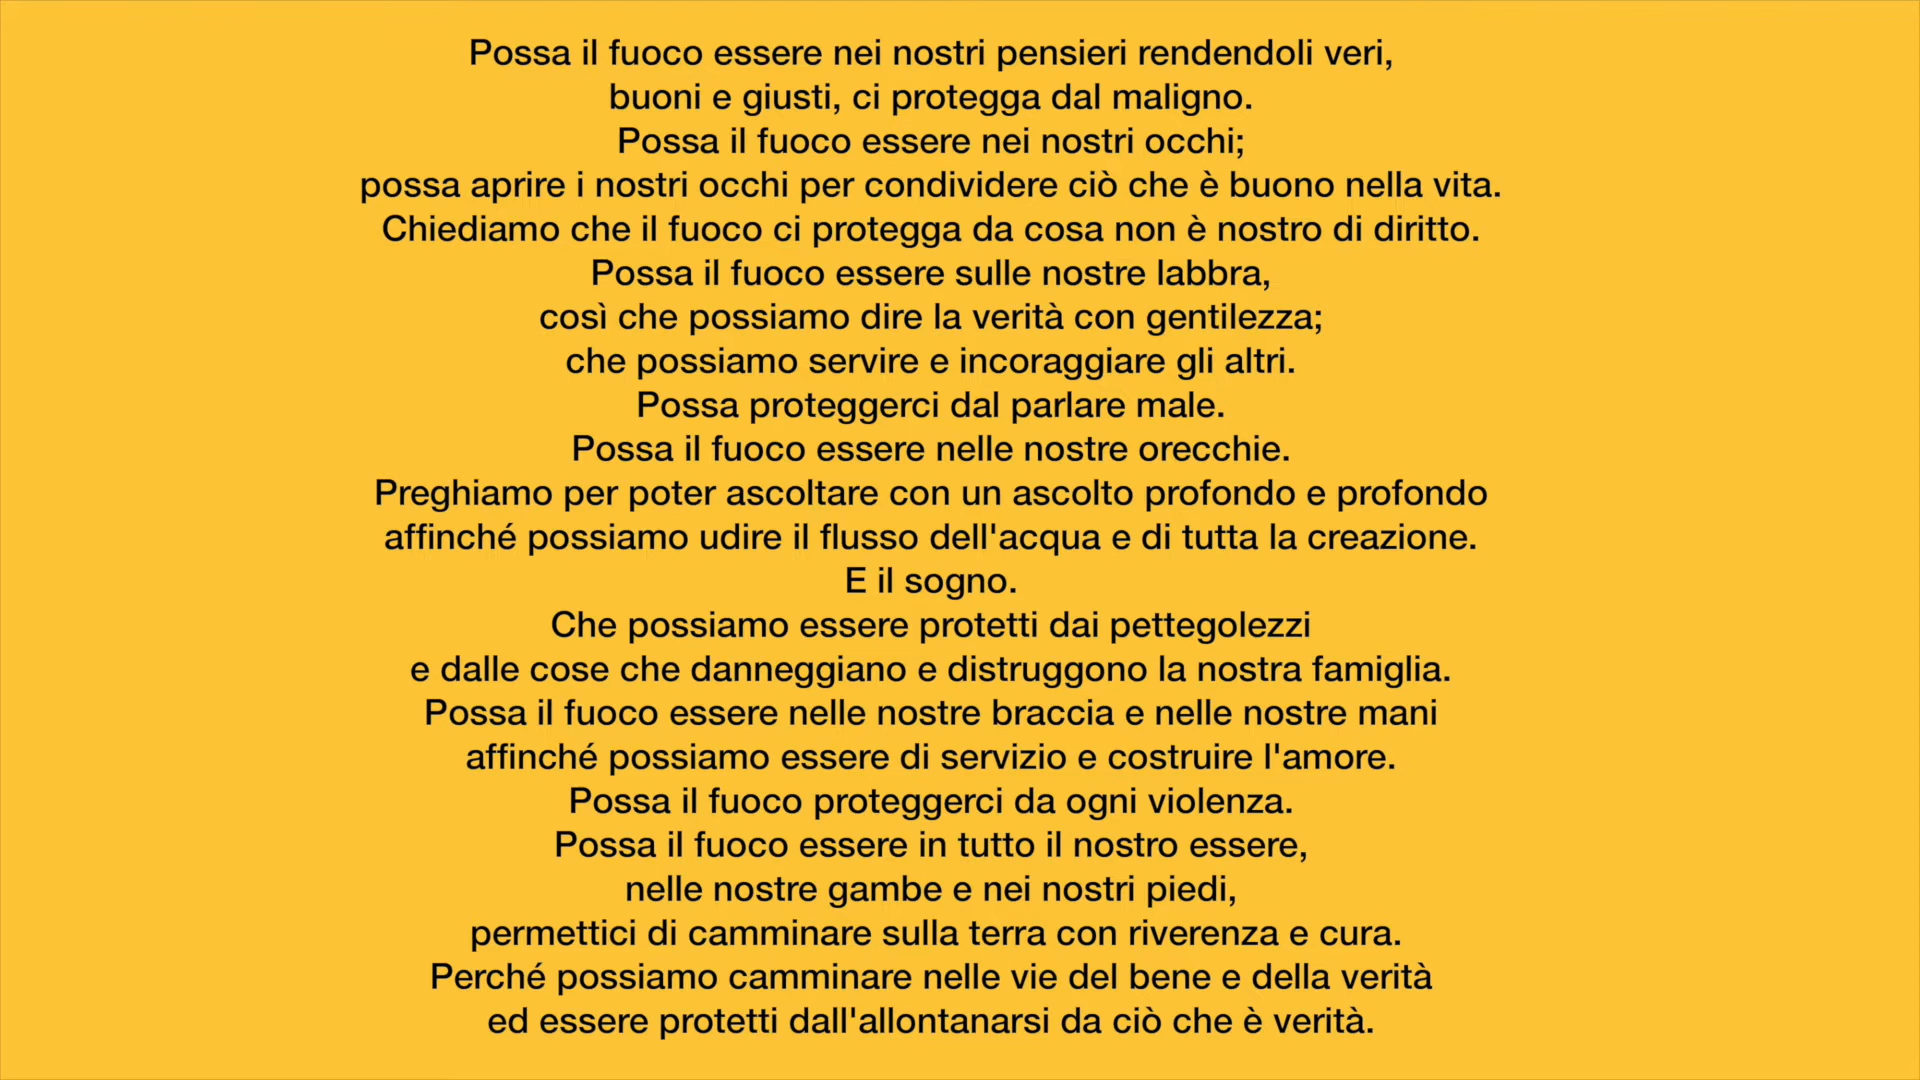 Possa il fuoco essere nei nostri pensieri rendendoli veri,
buoni e giusti, ci protegga dal maligno.
Possa il fuoco essere nei nostri occhi;
possa aprire i nostri occhi per condividere ciò che è buono nella vita.
Chiediamo che il fuoco ci protegga da cosa non è nostro di diritto.
Possa il fuoco essere sulle nostre labbra,
così che possiamo dire la verità con gentilezza;
che possiamo servire e incoraggiare gli altri.
Possa proteggerci dal parlare male.
Possa il fuoco essere nelle nostre orecchie.
Preghiamo per poter ascoltare con un ascolto profondo e profondo
affinché possiamo udire il flusso dell'acqua e di tutta la creazione.
E il sogno.
Che possiamo essere protetti dai pettegolezzi
e dalle cose che danneggiano e distruggono la nostra famiglia.
Possa il fuoco essere nelle nostre braccia e nelle nostre mani
affinché possiamo essere di servizio e costruire l'amore.
Possa il fuoco proteggerci da ogni violenza.
Possa il fuoco essere in tutto il nostro essere,
nelle nostre gambe e nei nostri piedi,
permettici di camminare sulla terra con riverenza e cura.
Perché possiamo camminare nelle vie del bene e della verità
ed essere protetti dall'allontanarsi da ciò che è verità.